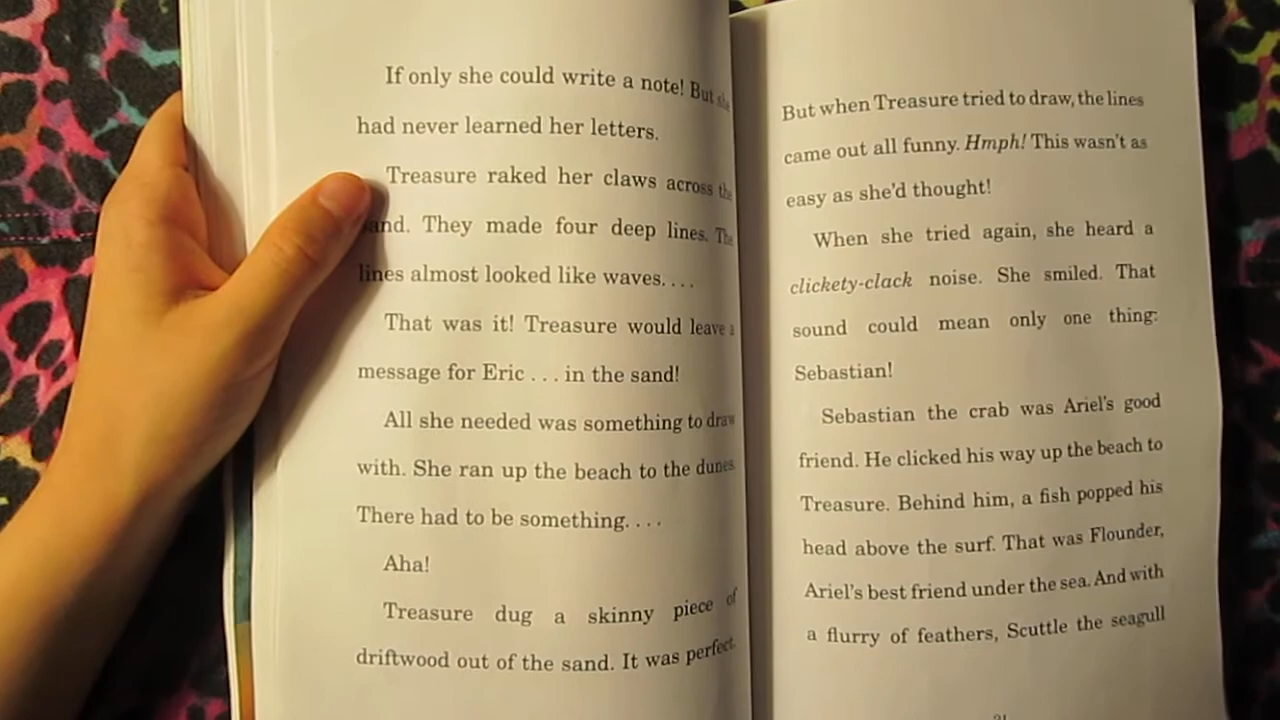 If only she could write a note! But she
had never learned her letters.
Treasure raked her claws across the
sand. They made four deep lines. The
lines almost looked like waves. . . .
That was it! Treasure would leave a
message for Eric . . . in the sand!
All she needed was something to draw
with. She ran up the beach to the dunes.
There had to be something. . . .
Aha!
Treasure dug a skinny piece of
driftwood out of the sand. It was perfect.
But when Treasure tried to draw, the lines
came out all funny. Hmph! This wasn't as
easy as she'd thought!
When she tried again, she heard a
clickety-clack noise. She smiled. That
sound could mean only one thing:
Sebastian!
Sebastian the crab was Ariel's good
friend. He clicked his way up the beach to
Treasure. Behind him, a fish popped his
head above the surf. That was Flounder,
Ariel's best friend under the sea. And with
a flurry of feathers, Scuttle the seagull